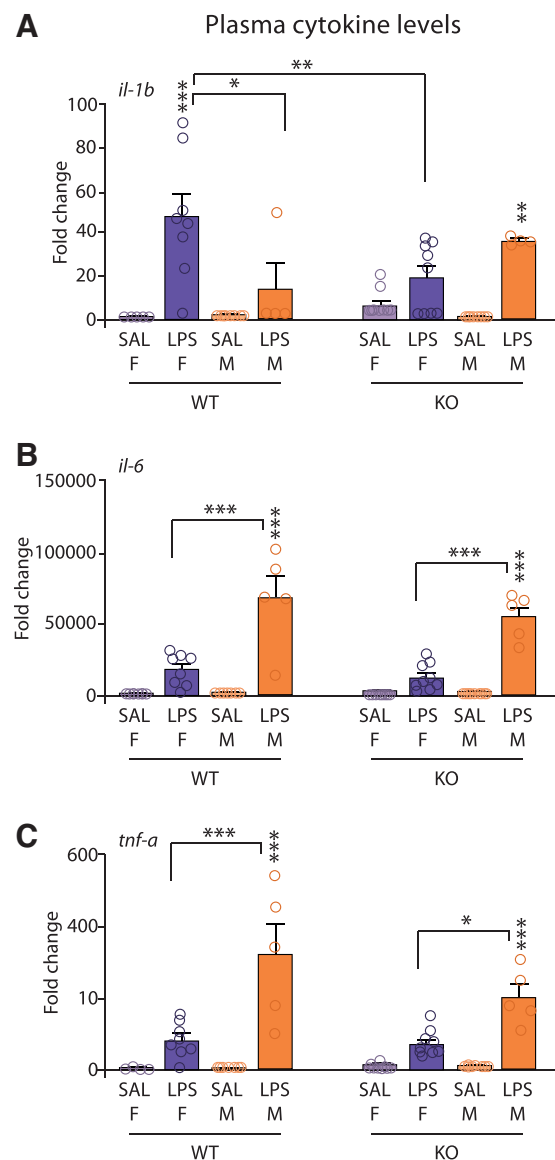 A Plasma cytokine levels
il-1b
***
**
*
**
Fold change
100
80
60
40
20
0
SAL LPS SAL LPS SAL LPS SAL LPS
F F M M F F M M
WT KO
B
il-6
***
***
***
***
Fold change
150000
100000
50000
0
SAL LPS SAL LPS SAL LPS SAL LPS
F F M M F F M M
WT KO
C
tnf-a
***
***
*
***
Fold change
600
400
10
0
SAL LPS SAL LPS SAL LPS SAL LPS
F F M M F F M M
WT KO